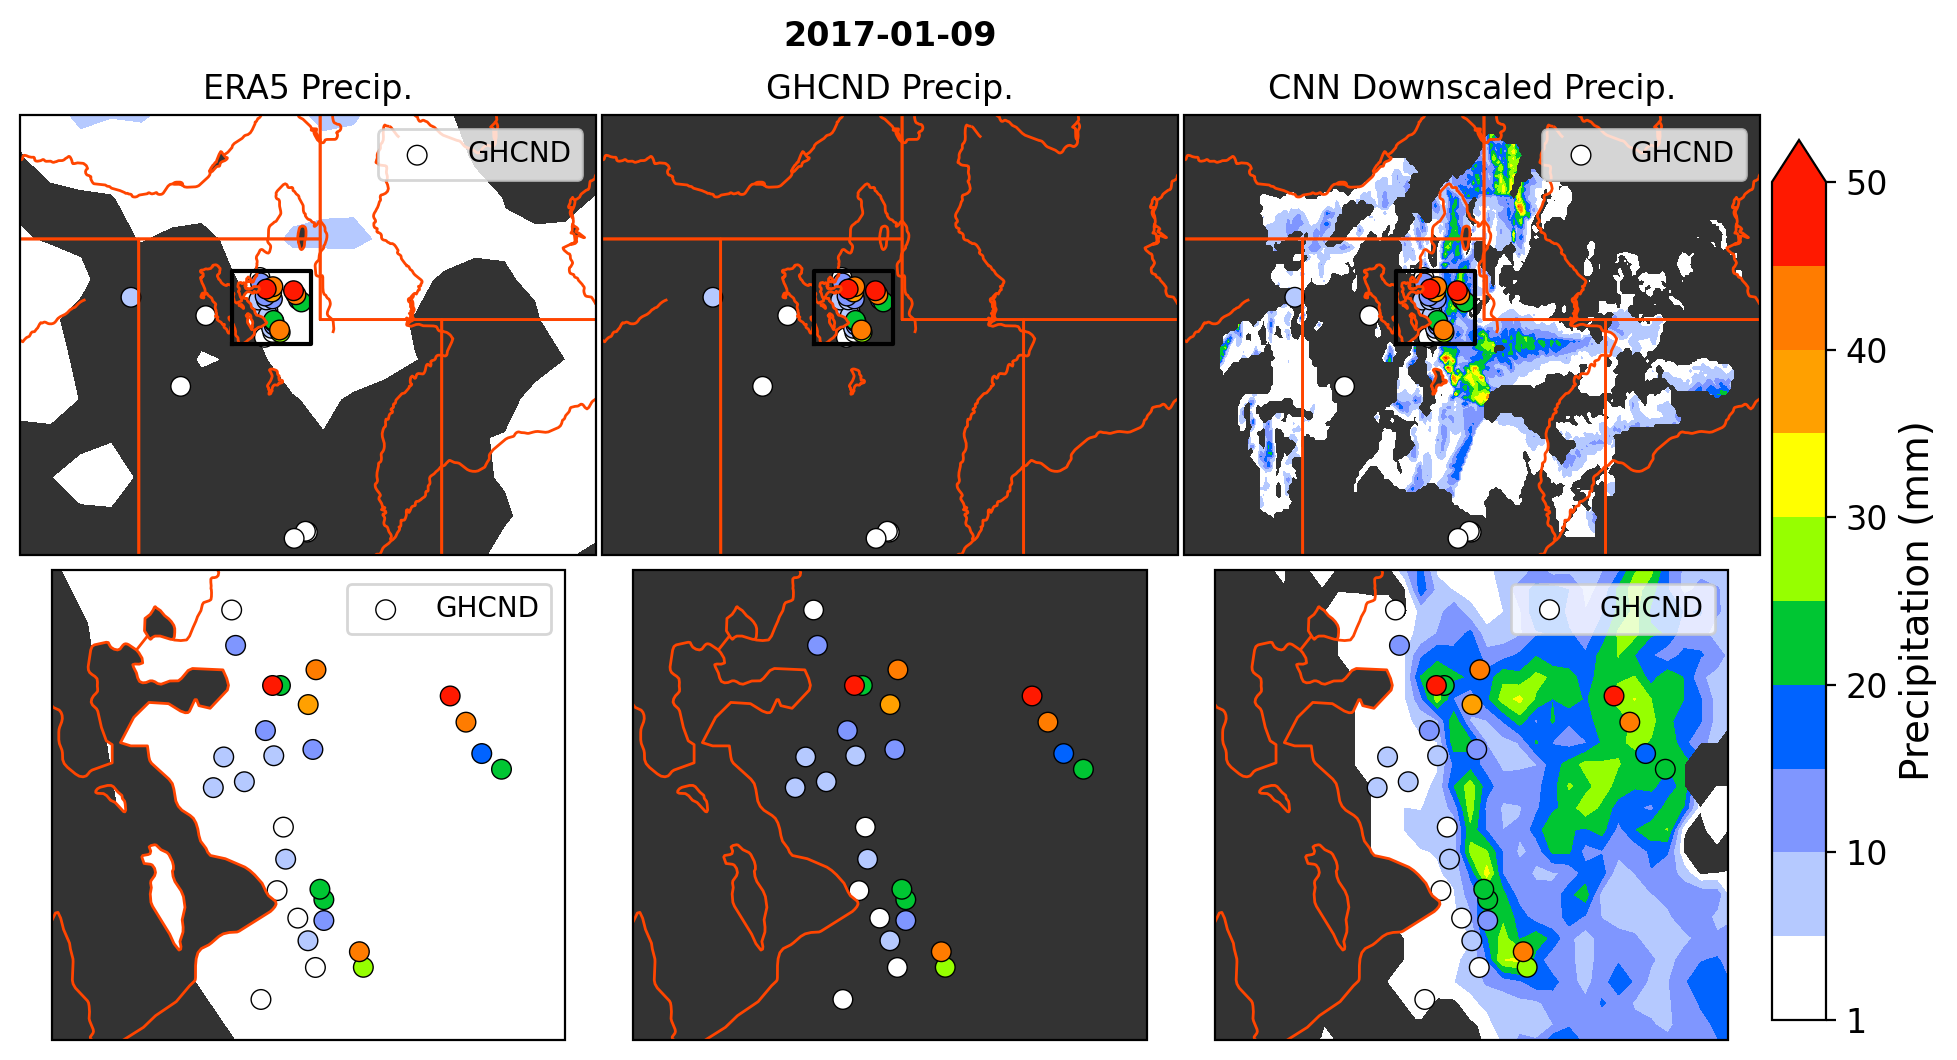 2017-01-09
ERA5 Precip.
GHCND Precip.
CNN Downscaled Precip.
GHCND
GHCND
50
40
30
20
10
1
Precipitation (mm)
GHCND
GHCND